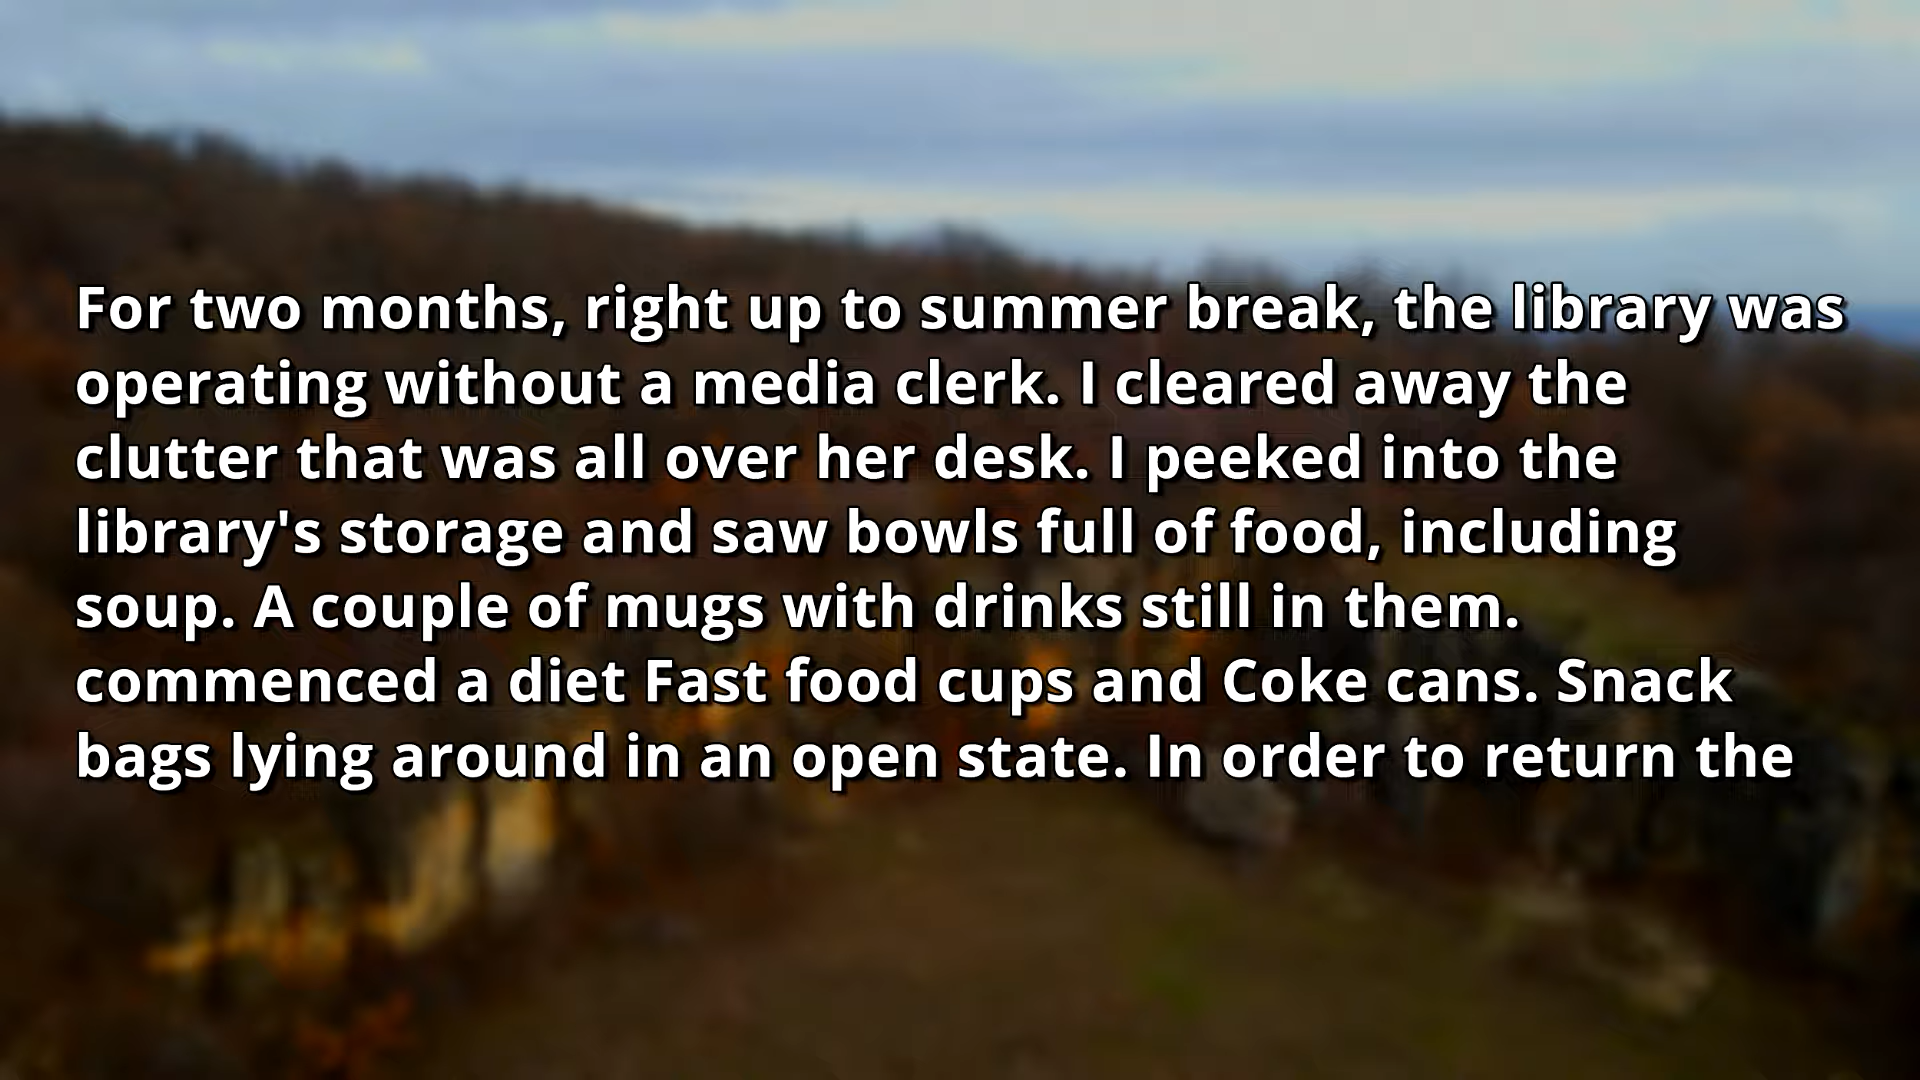 For two months, right up to summer break, the library was
operating without a media clerk. I cleared away the
clutter that was all over her desk. I peeked into the
library's storage and saw bowls full of food, including
soup. A couple of mugs with drinks still in them.
commenced a diet Fast food cups and Coke cans. Snack
bags lying around in an open state. In order to return the